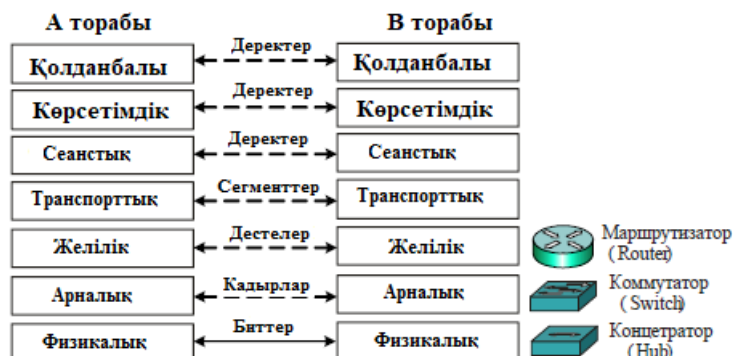 А торабы
В торабы
Қолданбалы
Деректер
Қолданбалы
Көрсетімдік
Деректер
Көрсетімдік
Сеанстық
Деректер
Сеанстық
Транспорттық
Сегменттер
Транспорттық
Желілік
Дестелер
Желілік
Маршрутизатор
(Router)
Арналық
Кадырлар
Арналық
Коммутатор
(Switch)
Физикалық
Биттер
Физикалық
Концетратор
(Hub)